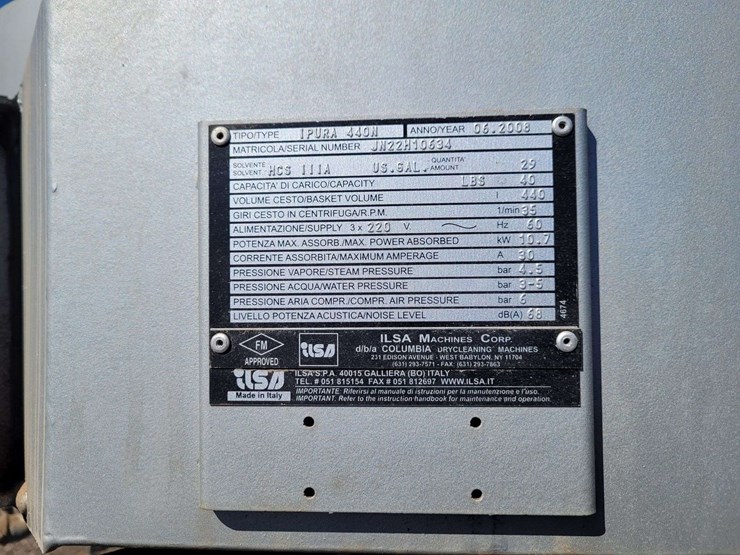 TIPO/TYPE IPURA 440N ANNO/YEAR 06.2008
MATRICOLA/SERIAL NUMBER JN22H10634
SOLVENTE SOLVENT HCS IIIA US.GAL. QUANTITA' AMOUNT 29
CAPACITA' DI CARICO/CAPACITY LBS 40
VOLUME CESTO/BASKET VOLUME l 440
GIRI CESTO IN CENTRIFUGA/R.P.M. 1/min 35
ALIMENTAZIONE/SUPPLY 3 x 220 V. Hz 60
POTENZA MAX. ASSORB./MAX. POWER ABSORBED kW 10.7
CORRENTE ASSORBITA/MAXIMUM AMPERAGE A 30
PRESSIONE VAPORE/STEAM PRESSURE bar 4.5
PRESSIONE ACQUA/WATER PRESSURE bar 3-5
PRESSIONE ARIA COMPR./COMPR. AIR PRESSURE bar 6
LIVELLO POTENZA ACUSTICA/NOISE LEVEL dB(A) 68
4674
FM APPROVED
ilsa
ILSA MACHINES CORP.
d/b/a COLUMBIA DRYCLEANING MACHINES
231 EDISON AVENUE - WEST BABYLON, NY 11704
(631) 293-7571 - FAX (631) 293-7863
ilsa
Made in Italy
ILSA S.P.A. 40015 GALLIERA (BO) ITALY
TEL. # 051 815154 FAX # 051 812697 WWW.ILSA.IT
IMPORTANTE: Riferirsi al manuale di istruzioni per la manutenzione e l'uso.
IMPORTANT: Refer to the instruction handbook for maintenance and operation.